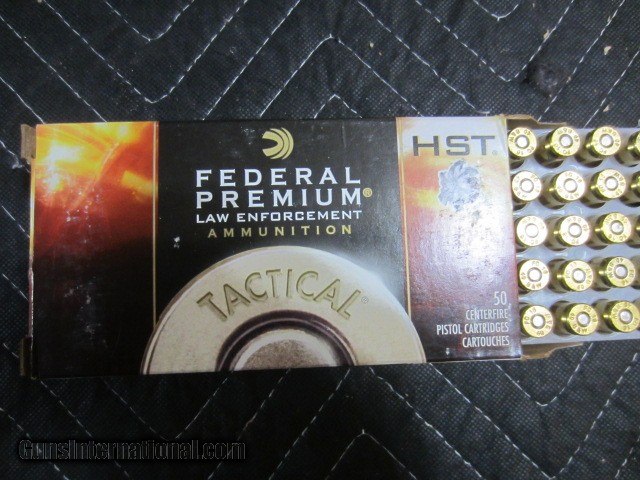 FEDERAL
PREMIUM®
LAW ENFORCEMENT
AMMUNITION
TACTICAL®
HST®
50
CENTERFIRE
PISTOL CARTRIDGES
CARTOUCHES
GunsInternational.com